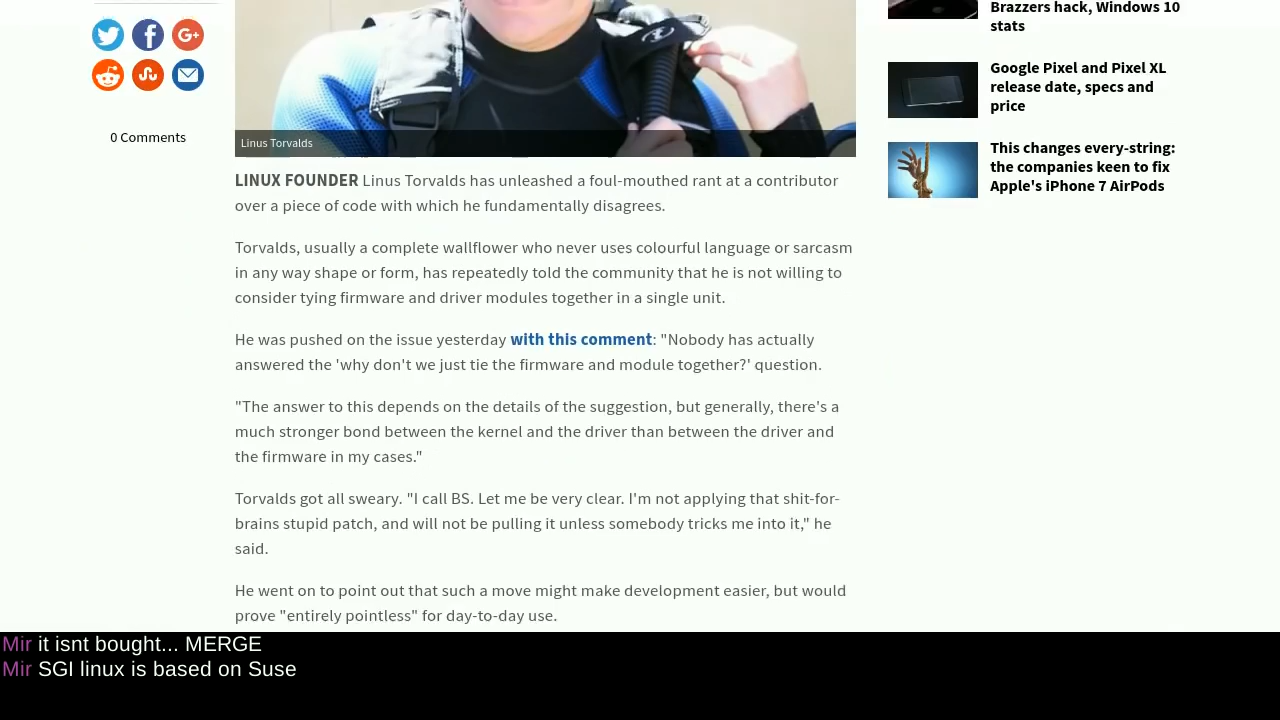 Brazzers hack, Windows 10
stats
Google Pixel and Pixel XL
release date, specs and
price
0 Comments
Linus Torvalds
This changes every-string:
the companies keen to fix
Apple's iPhone 7 AirPods
LINUX FOUNDER Linus Torvalds has unleashed a foul-mouthed rant at a contributor
over a piece of code with which he fundamentally disagrees.
Torvalds, usually a complete wallflower who never uses colourful language or sarcasm
in any way shape or form, has repeatedly told the community that he is not willing to
consider tying firmware and driver modules together in a single unit.
He was pushed on the issue yesterday with this comment: "Nobody has actually
answered the 'why don't we just tie the firmware and module together?' question.
"The answer to this depends on the details of the suggestion, but generally, there's a
much stronger bond between the kernel and the driver than between the driver and
the firmware in my cases."
Torvalds got all sweary. "I call BS. Let me be very clear. I'm not applying that shit-for-
brains stupid patch, and will not be pulling it unless somebody tricks me into it," he
said.
He went on to point out that such a move might make development easier, but would
prove "entirely pointless" for day-to-day use.
Mir it isnt bought... MERGE
Mir SGI linux is based on Suse